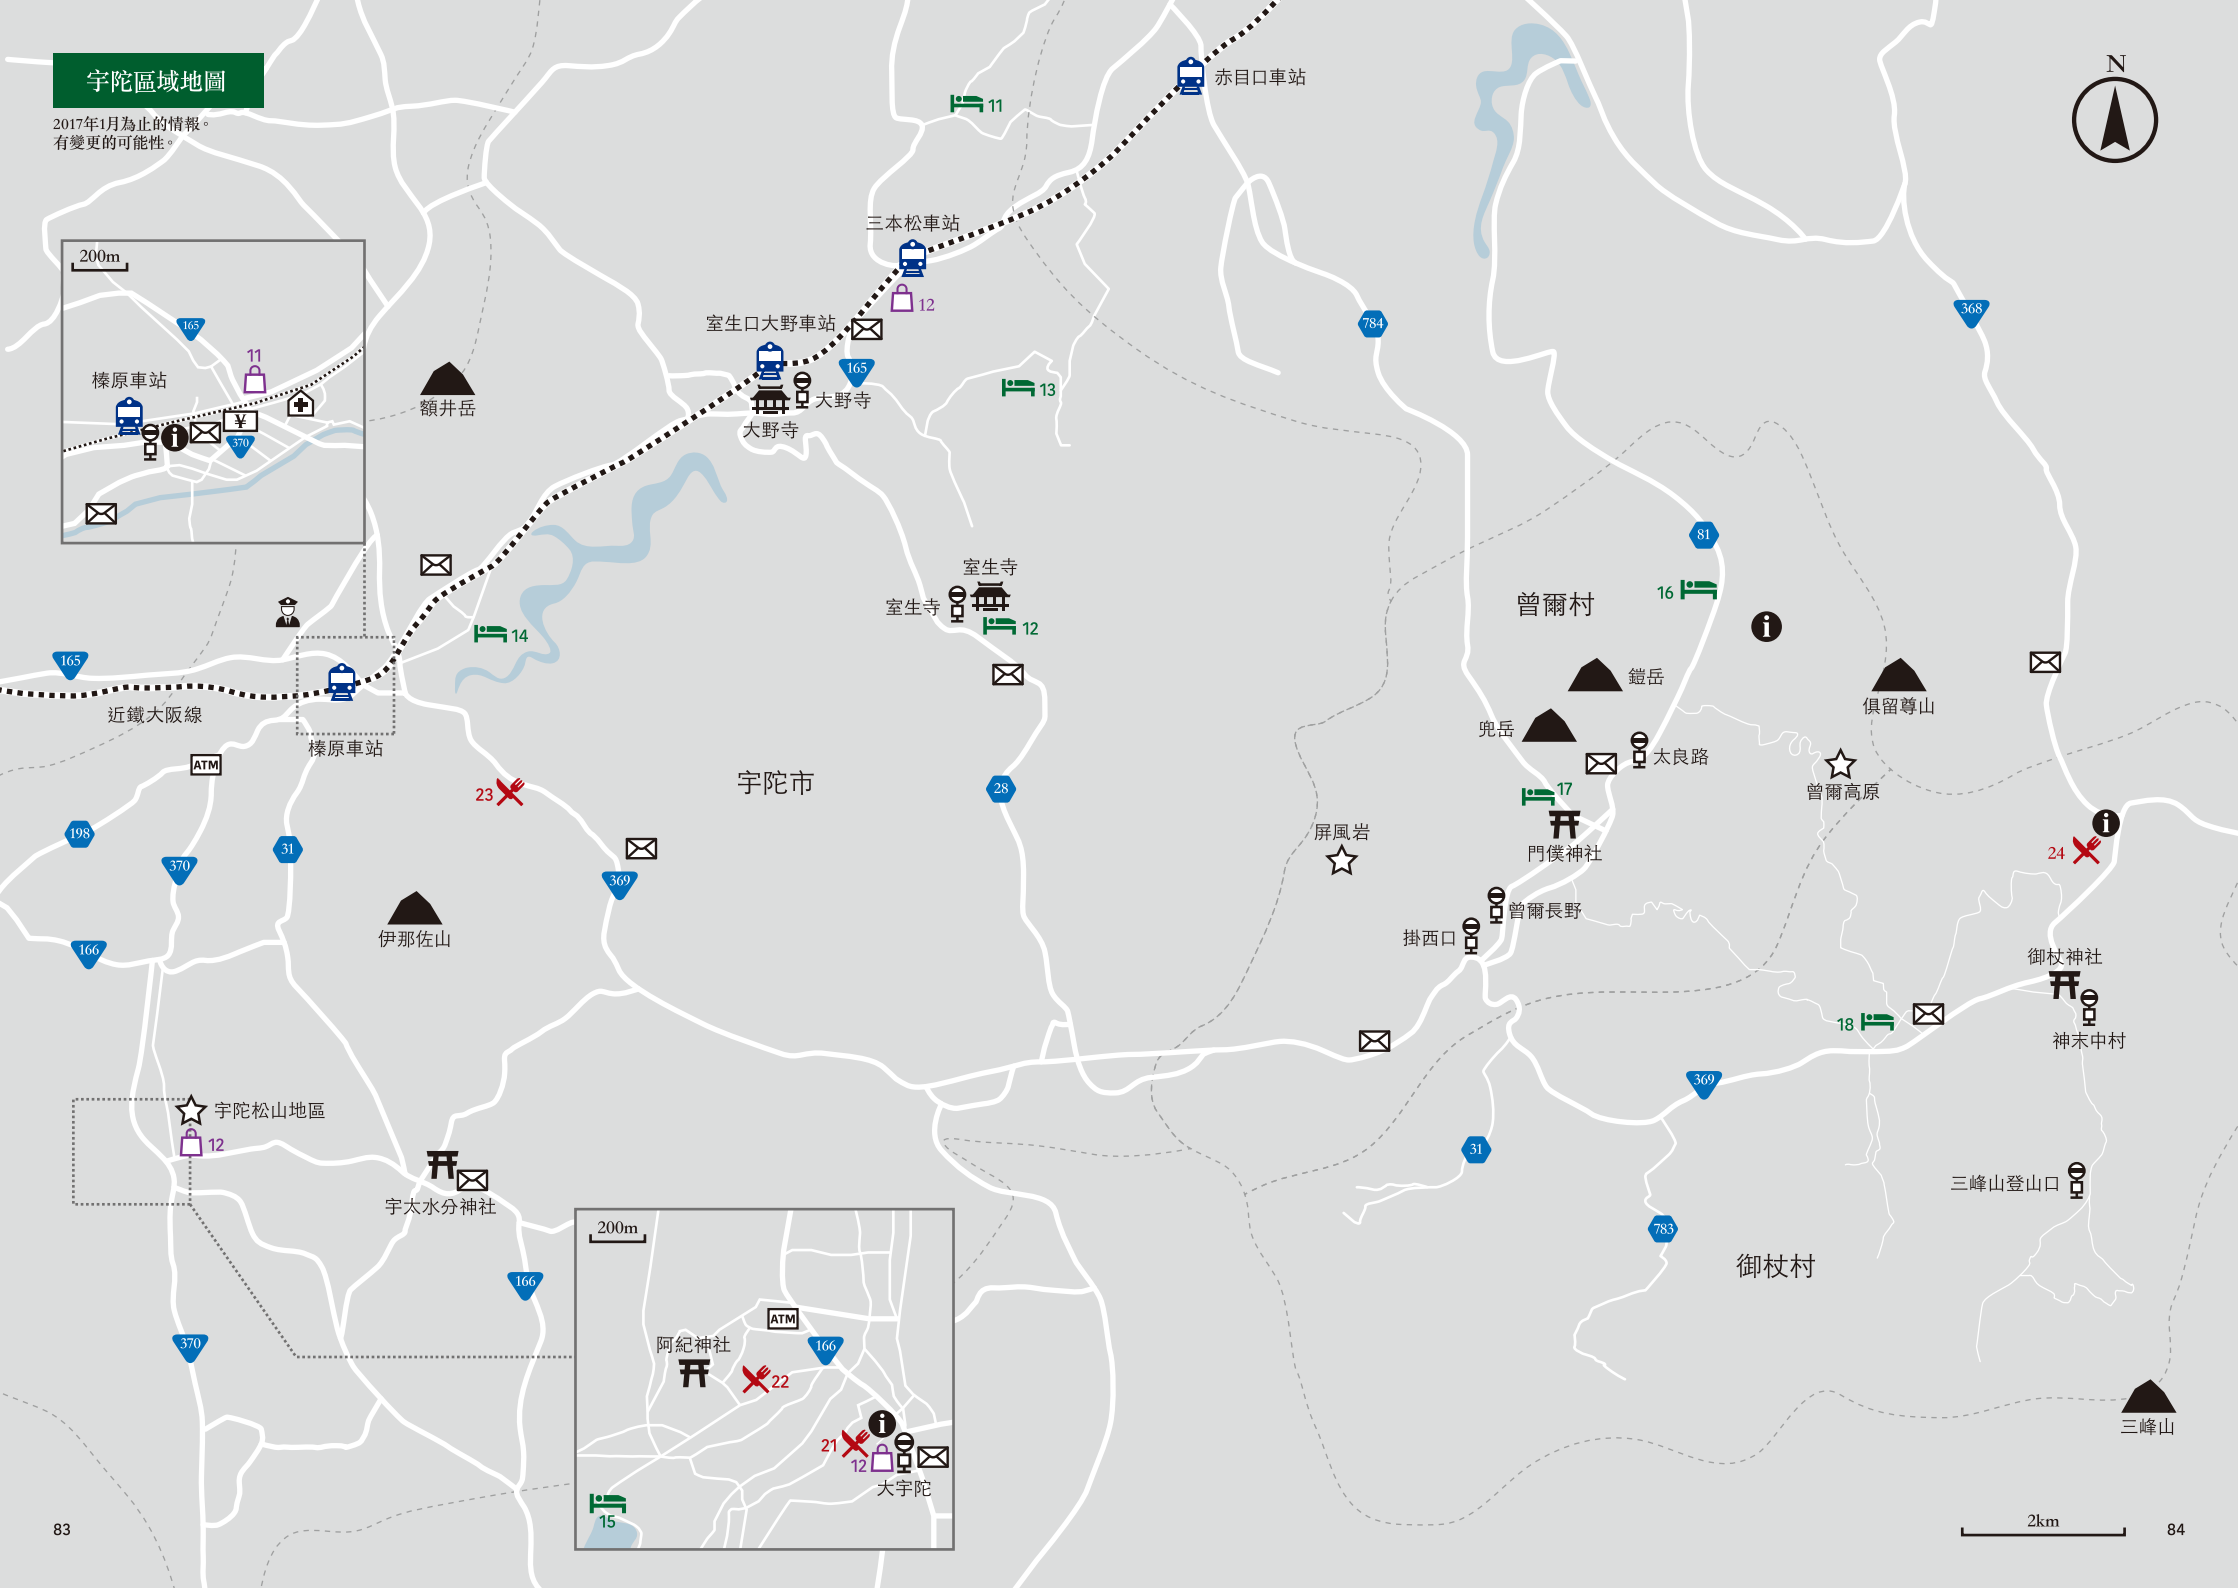 宇陀區域地圖
2017年1月為止的情報。
有變更的可能性。
N
赤目口車站
11
三本松車站
12
784
368
200m
165
11
榛原車站
¥
370
室生口大野車站
165
大野寺
大野寺
13
額井岳
81
16
曾爾村
室生寺
室生寺
12
14
165
近鐵大阪線
榛原車站
ATM
23
宇陀市
28
鎧岳
兜岳
太良路
俱留尊山
曾爾高原
17
門僕神社
屏風岩
24
198
370
31
369
166
伊那佐山
曾爾長野
掛西口
御杖神社
神末中村
18
369
宇陀松山地區
12
31
宇太水分神社
三峰山登山口
783
御杖村
166
370
200m
ATM
阿紀神社
166
22
21
12
大宇陀
15
三峰山
2km
83
84